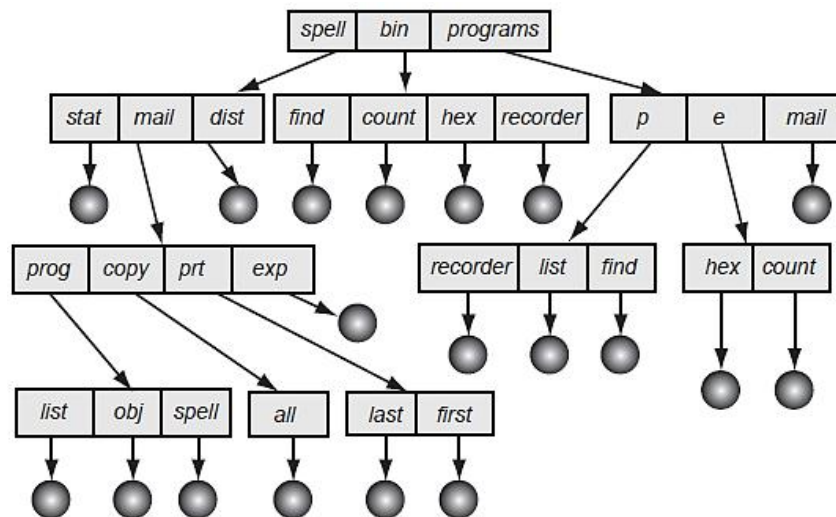 spell bin programs
stat mail dist find count hex recorder p e mail
prog copy prt exp recorder list find hex count
list obj spell all last first